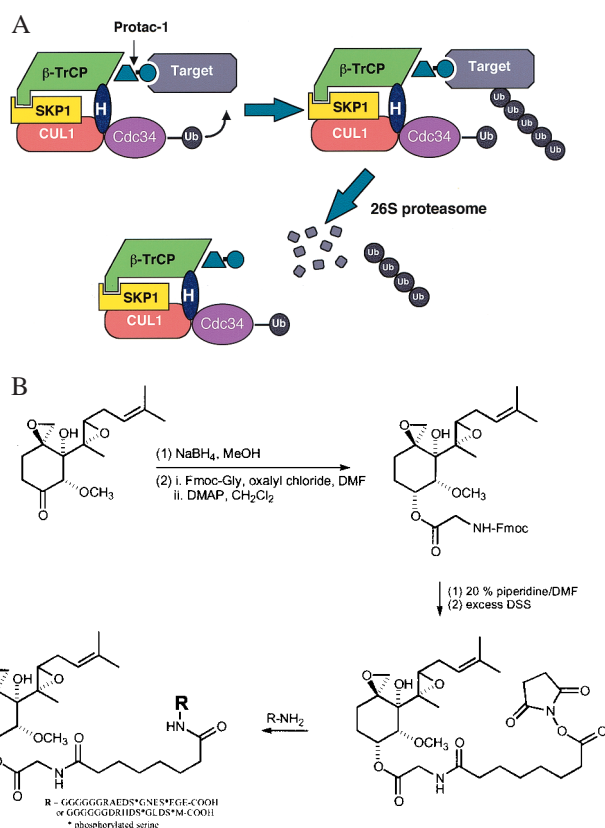 A
Protac-1
β-TrCP
Target
SKP1
H
CUL1
Cdc34
Ub
β-TrCP
Target
SKP1
H
CUL1
Cdc34
Ub
Ub
Ub
Ub
Ub
Ub
26S proteasome
β-TrCP
SKP1
H
CUL1
Cdc34
Ub
Ub
Ub
Ub
Ub
B
O
OH
O
OCH₃
O
(1) NaBH₄, MeOH
(2) i. Fmoc-Gly, oxalyl chloride, DMF
ii. DMAP, CH₂Cl₂
O
OH
O
OCH₃
O
NH-Fmoc
O
(1) 20 % piperidine/DMF
(2) excess DSS
OH
O
OCH₃
O
O
N
H
O
R
HN
O
R-NH₂
O
OH
O
OCH₃
O
O
N
H
O
O
N
O
O
O
R – GGGGGGRAEDS*GNES*EGE-COOH
or GGGGGGDRHDS*GLDS*M-COOH
* phosphorylated serine